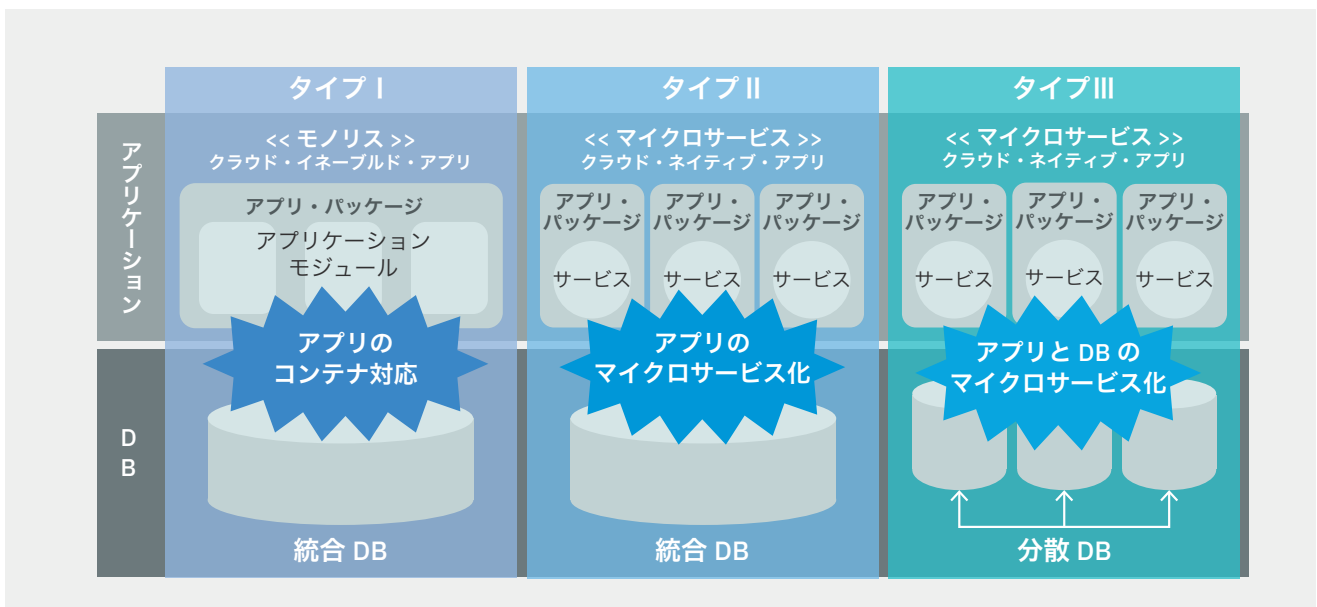 タイプⅠ
タイプⅡ
タイプⅢ
アプリケーション
<< モノリス >>
クラウド・イネーブルド・アプリ
アプリ・パッケージ
アプリケーション
モジュール
アプリの
コンテナ対応
<< マイクロサービス >>
クラウド・ネイティブ・アプリ
アプリ・
パッケージ
サービス
アプリ・
パッケージ
サービス
アプリ・
パッケージ
サービス
アプリの
マイクロサービス化
<< マイクロサービス >>
クラウド・ネイティブ・アプリ
アプリ・
パッケージ
サービス
アプリ・
パッケージ
サービス
アプリ・
パッケージ
サービス
アプリと DB の
マイクロサービス化
DB
統合 DB
統合 DB
分散 DB